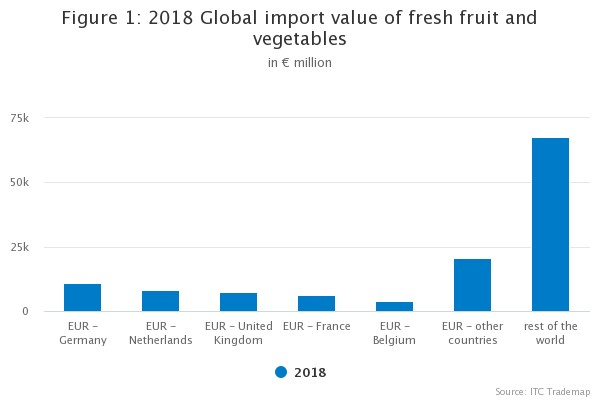 Figure 1: 2018 Global import value of fresh fruit and
vegetables
in € million
75k
50k
25k
0
EUR – Germany
EUR – Netherlands
EUR – United Kingdom
EUR – France
EUR – Belgium
EUR – other countries
rest of the world
2018
Source: ITC Trademap